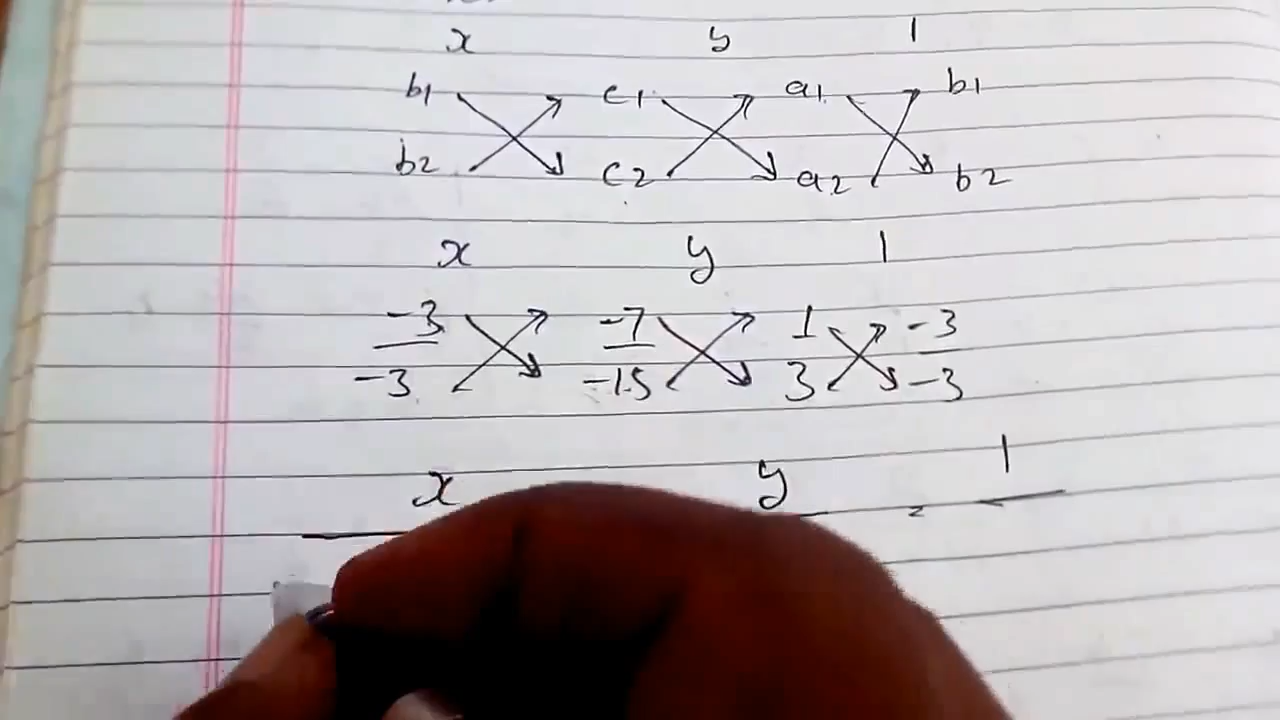 x y 1
b1 c1 a1 b1
b2 c2 a2 b2
x y 1
-3 -7 1 -3
-3 -15 3 -3
x y = 1